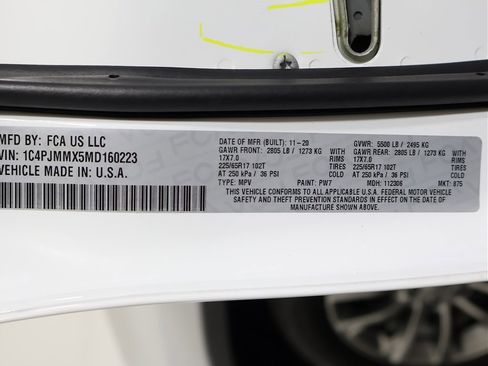 MFD BY: FCA US LLC
VIN: 1C4PJMMX5MD160223
VEHICLE MADE IN: U.S.A.
DATE OF MFR (BUILT): 11-20 GVWR: 5500 LB / 2495 KG
GAWR FRONT: 2805 LB / 1273 KG GAWR REAR: 2805 LB / 1273 KG
17X7.0 RIMS 17X7.0 RIMS
225/65R17 102T TIRES 225/65R17 102T TIRES
AT 250 kPa / 36 PSI COLD AT 250 kPa / 36 PSI COLD
TYPE: MPV PAINT: PW7 MDH: 112306 MKT: 875
THIS VEHICLE CONFORMS TO ALL APPLICABLE U.S.A. FEDERAL MOTOR VEHICLE
SAFETY AND THEFT PREVENTION STANDARDS IN EFFECT ON THE DATE OF
MANUFACTURE SHOWN ABOVE.